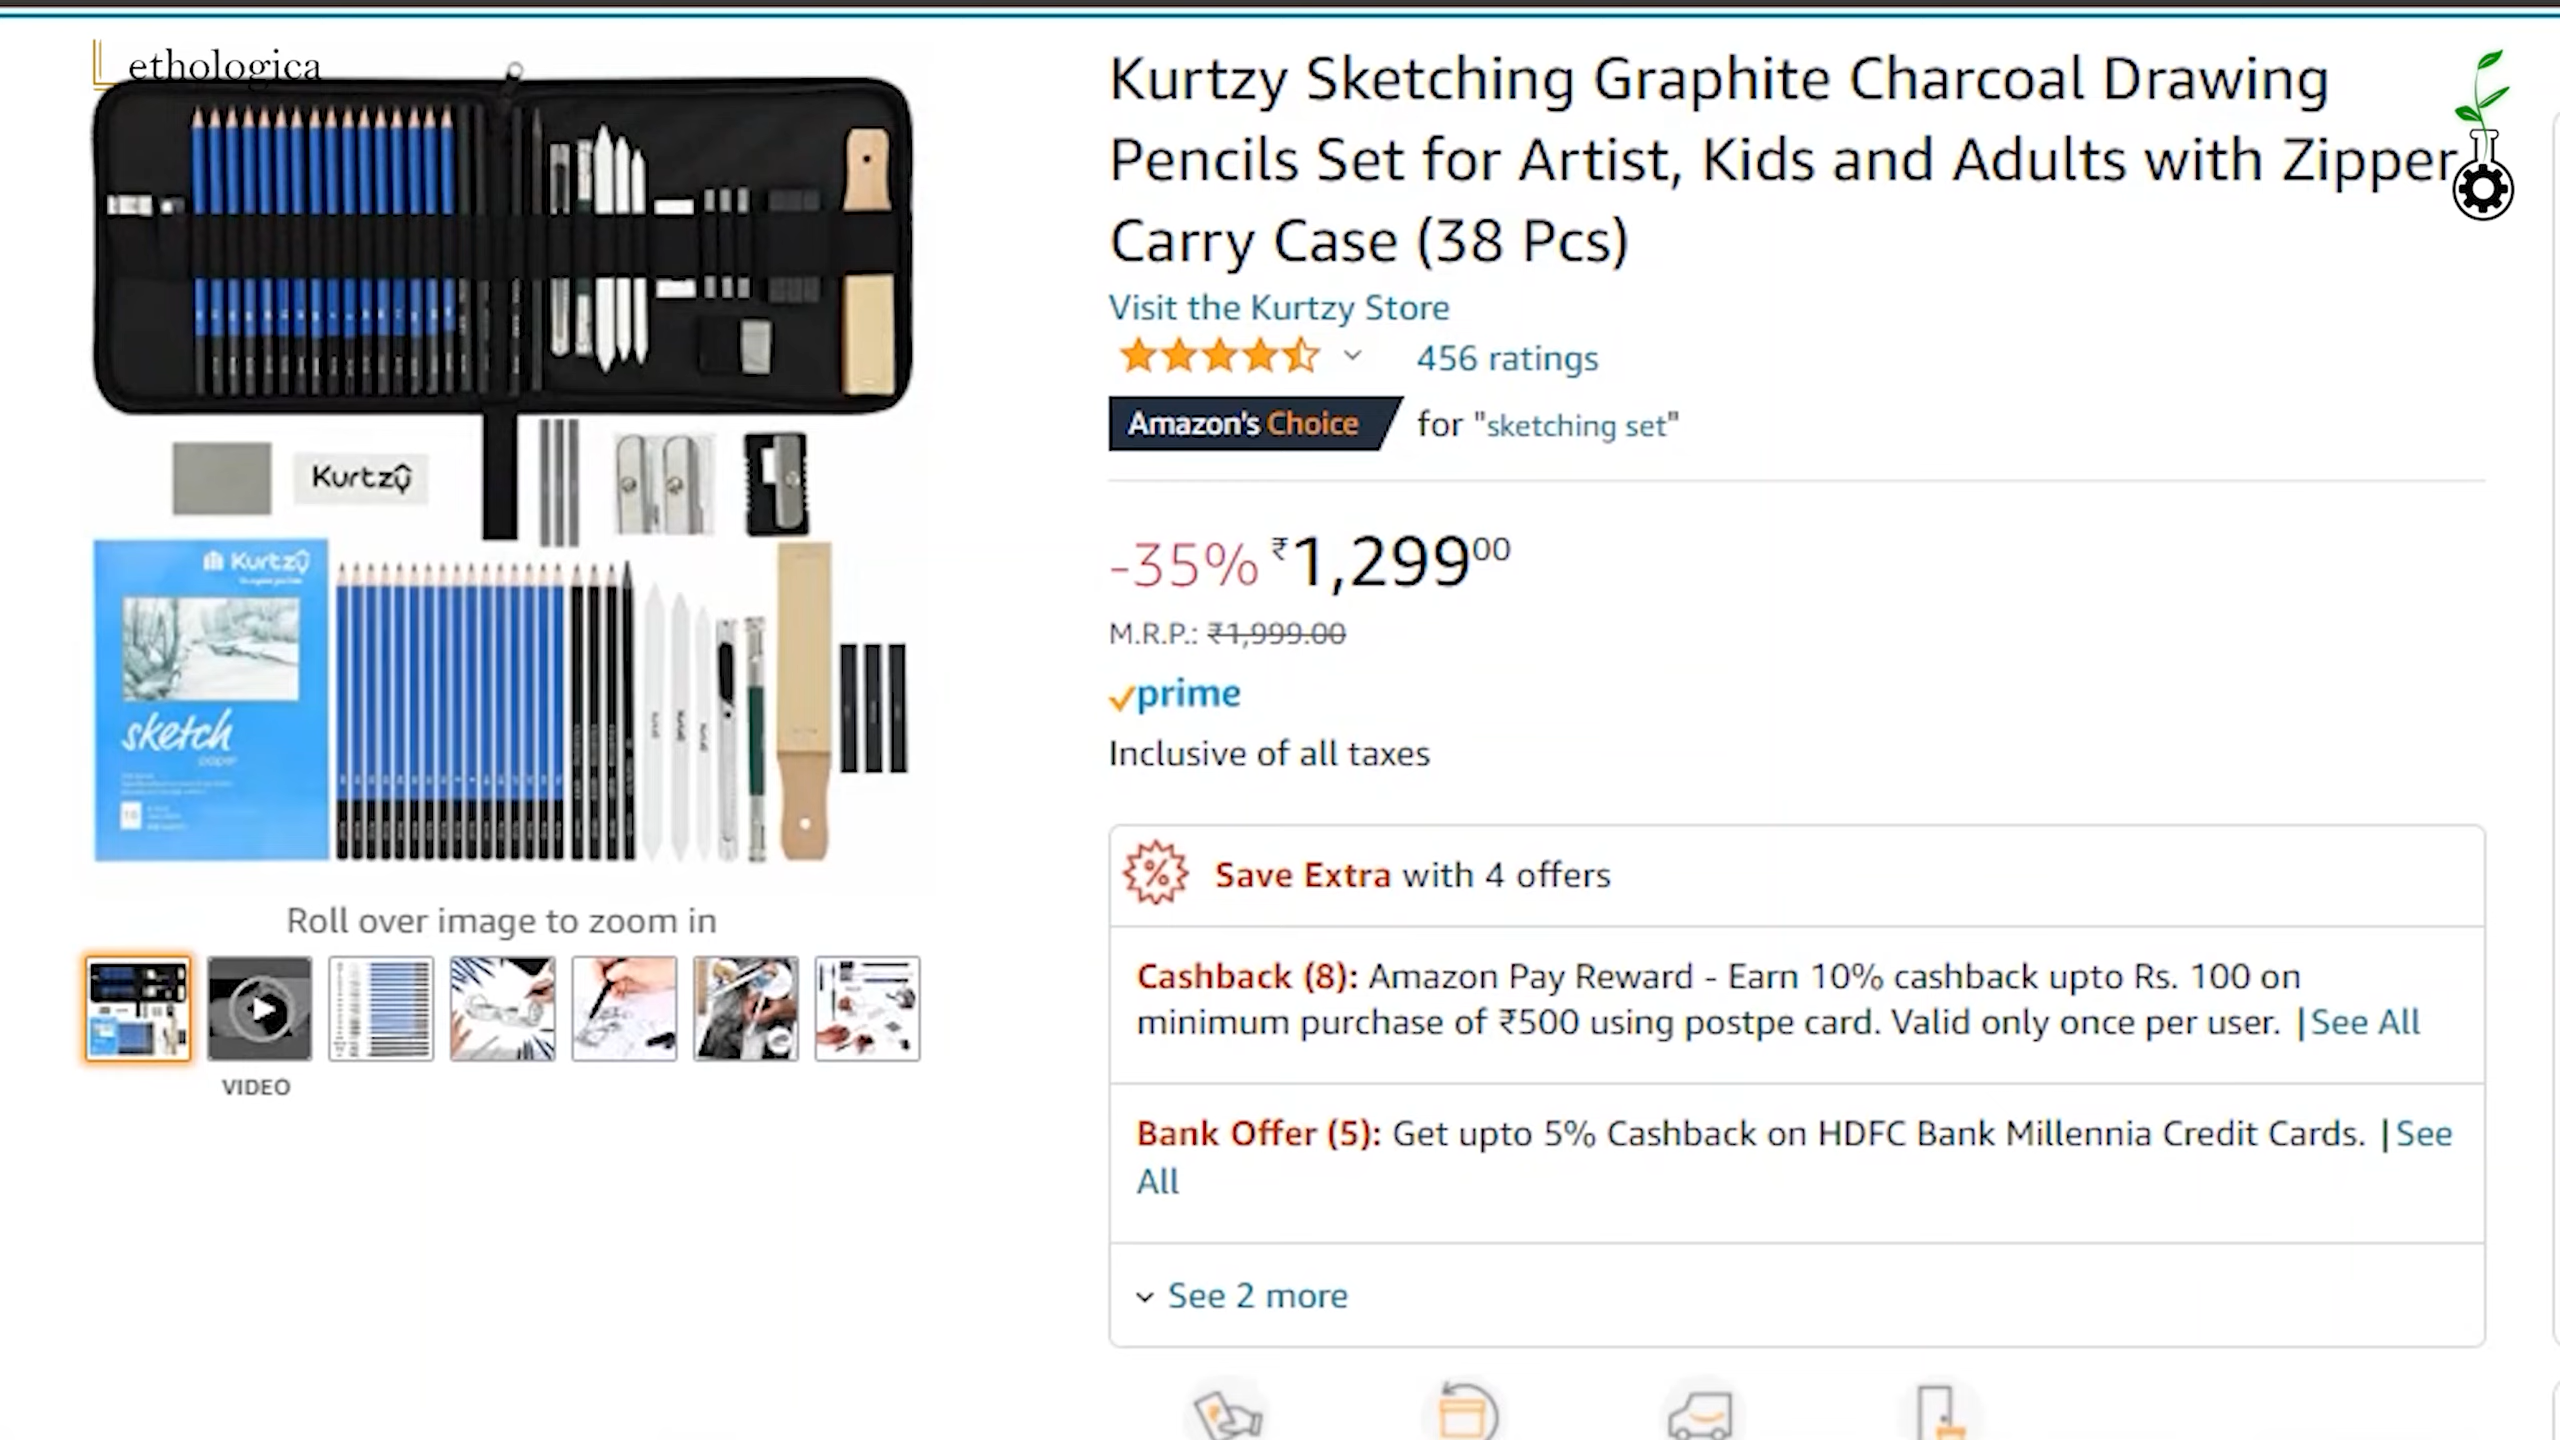 ethologica
Kurtzy Sketching Graphite Charcoal Drawing
Pencils Set for Artist, Kids and Adults with Zipper
Carry Case (38 Pcs)
Visit the Kurtzy Store
456 ratings
Amazon's Choice for "sketching set"
-35% ₹1,29900
M.R.P.: ₹1,999.00
prime
Inclusive of all taxes
Save Extra with 4 offers
Cashback (8): Amazon Pay Reward - Earn 10% cashback upto Rs. 100 on
minimum purchase of ₹500 using postpe card. Valid only once per user. |See All
Bank Offer (5): Get upto 5% Cashback on HDFC Bank Millennia Credit Cards. |See
All
See 2 more
Kurtzy
Kurtzy
sketch
paper
Roll over image to zoom in
VIDEO